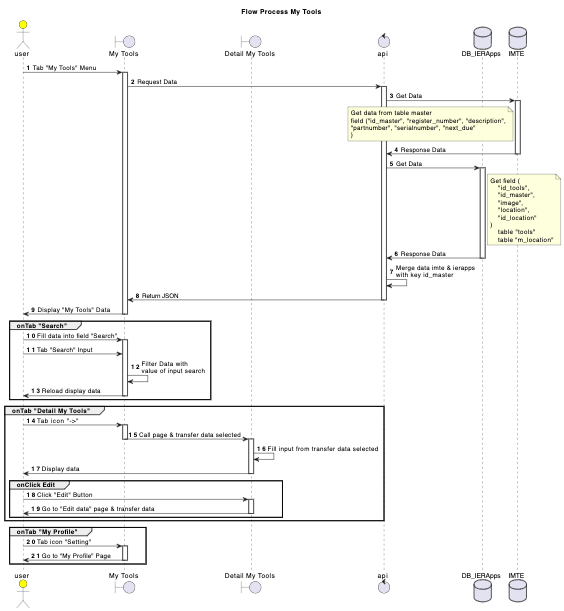 Flow Process My Tools
user
My Tools
Detail My Tools
api
DB_IERApps
IMTE
1 Tab "My Tools" Menu
2 Request Data
3 Get Data
Get data from table master
field ("id_master", "register_number", "description",
"partnumber", "serialnumber", "next_due"
)
4 Response Data
5 Get Data
Get field (
"id_tools",
"id_master",
"image",
"location",
"id_location"
)
table "tools"
table "m_location"
6 Response Data
7 Merge data imte & ierapps
with key id_master
8 Return JSON
9 Display "My Tools" Data
onTab "Search"
10 Fill data into field "Search"
11 Tab "Search" Input
12 Filter Data with
value of input search
13 Reload display data
onTab "Detail My Tools"
14 Tab icon "->"
15 Call page & transfer data selected
16 Fill input from transfer data selected
17 Display data
onClick Edit
18 Click "Edit" Button
19 Go to "Edit data" page & transfer data
onTab "My Profile"
20 Tab icon "Setting"
21 Go to "My Profile" Page
user
My Tools
Detail My Tools
api
DB_IERApps
IMTE